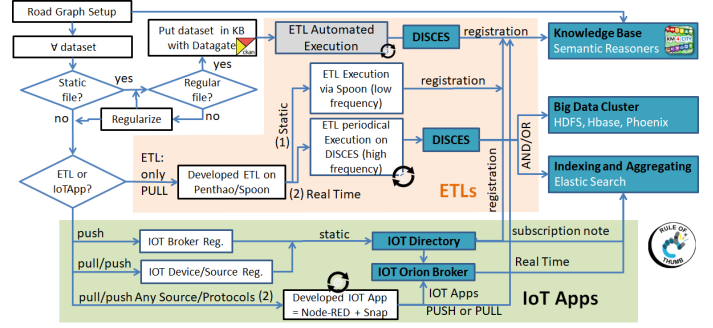 Road Graph Setup
∀ dataset
Static
file?
yes
no
Regularize
Regular
file?
yes
no
Put dataset in KB
with Datagate
ckan
ETL Automated
Execution
DISCES
registration
Knowledge Base
Semantic Reasoners
KM4CITY
ETL Execution
via Spoon (low
frequency)
registration
(1) Static
ETL periodical
Execution on
DISCES (high
frequency)
DISCES
AND/OR
Big Data Cluster
HDFS, Hbase, Phoenix
Indexing and Aggregating
Elastic Search
ETL or
IoTApp?
ETL:
only
PULL
Developed ETL on
Penthao/Spoon
(2) Real Time
ETLs
registration
push
IOT Broker Reg.
static
IOT Directory
subscription note
RULE OF
THUMB
pull/push
IOT Device/Source Reg.
IOT Orion Broker
Real Time
pull/push Any Source/Protocols (2)
Developed IOT App
= Node-RED + Snap
IOT Apps
PUSH or PULL
IoT Apps